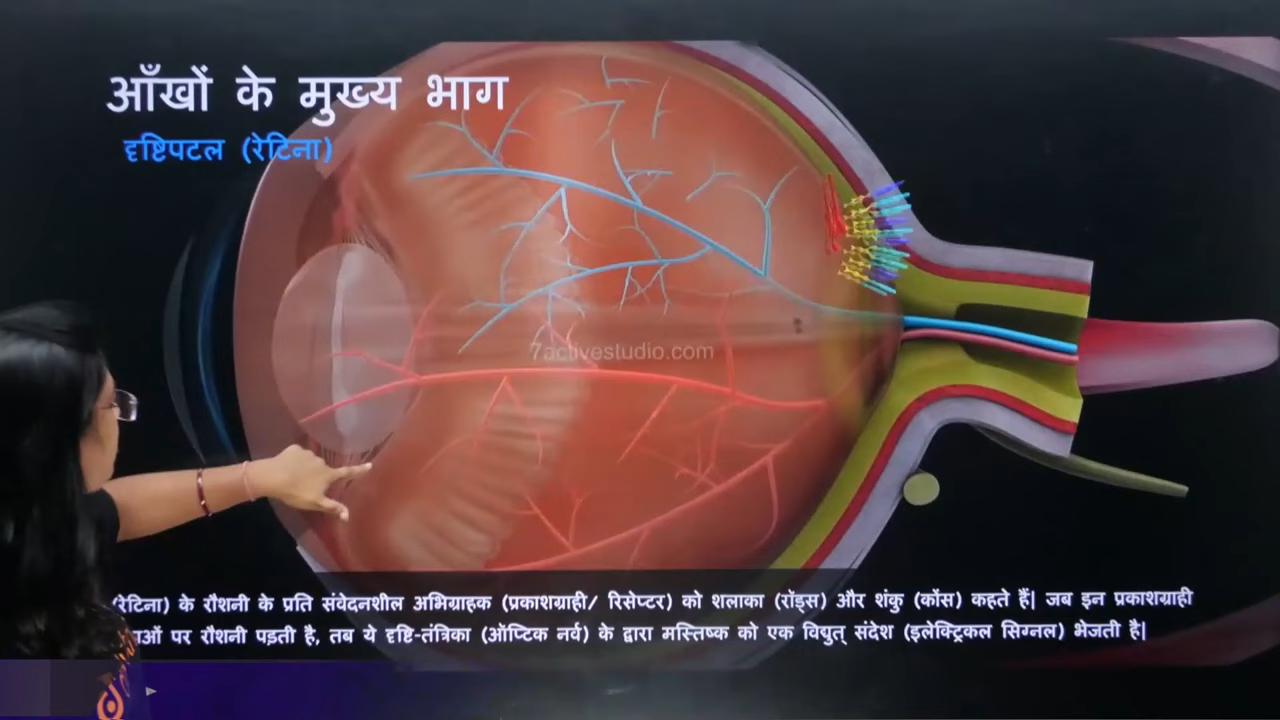 आँखों के मुख्य भाग
दृष्टिपटल (रेटिना)
7activestudio.com
(रेटिना) के रौशनी के प्रति संवेदनशील अभिग्राहक (प्रकाशग्राही/ रिसेप्टर) को शलाका (रॉड्स) और शंकु (कोंस) कहते हैं| जब इन प्रकाशग्राही
पर रौशनी पड़ती है, तब ये दृष्टि-तंत्रिका (ऑप्टिक नर्व) के द्वारा मस्तिष्क को एक विद्युत् संदेश (इलेक्ट्रिकल सिग्नल) भेजती है|